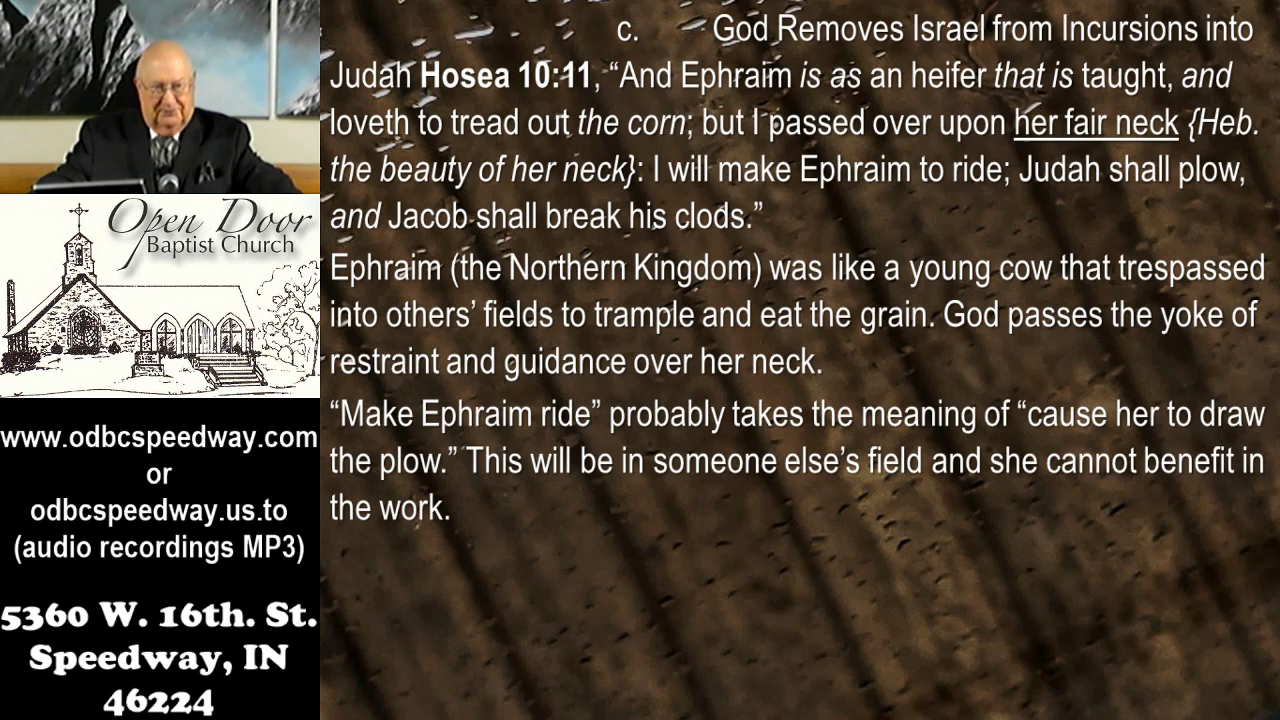 c. God Removes Israel from Incursions into
Judah Hosea 10:11, “And Ephraim is as an heifer that is taught, and
loveth to tread out the corn; but I passed over upon her fair neck {Heb.
the beauty of her neck}: I will make Ephraim to ride; Judah shall plow,
and Jacob shall break his clods.”
Ephraim (the Northern Kingdom) was like a young cow that trespassed
into others’ fields to trample and eat the grain. God passes the yoke of
restraint and guidance over her neck.
“Make Ephraim ride” probably takes the meaning of “cause her to draw
the plow.” This will be in someone else’s field and she cannot benefit in
the work.
Open Door
Baptist Church
www.odbcspeedway.com
or
odbcspeedway.us.to
(audio recordings MP3)
5360 W. 16th. St.
Speedway, IN
46224